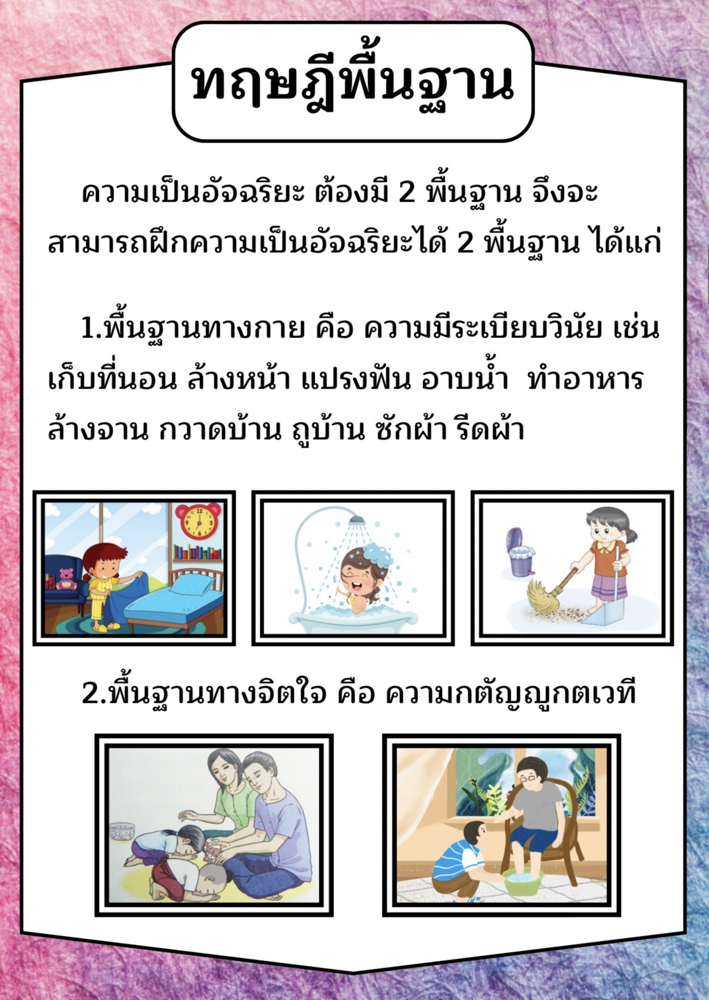 ทฤษฎีพื้นฐาน
ความเป็นอัจฉริยะ ต้องมี 2 พื้นฐาน จึงจะ
สามารถฝึกความเป็นอัจฉริยะได้ 2 พื้นฐาน ได้แก่
1.พื้นฐานทางกาย คือ ความมีระเบียบวินัย เช่น
เก็บที่นอน ล้างหน้า แปรงฟัน อาบน้ำ ทำอาหาร
ล้างจาน กวาดบ้าน ถูบ้าน ซักผ้า รีดผ้า
2.พื้นฐานทางจิตใจ คือ ความกตัญญูกตเวที